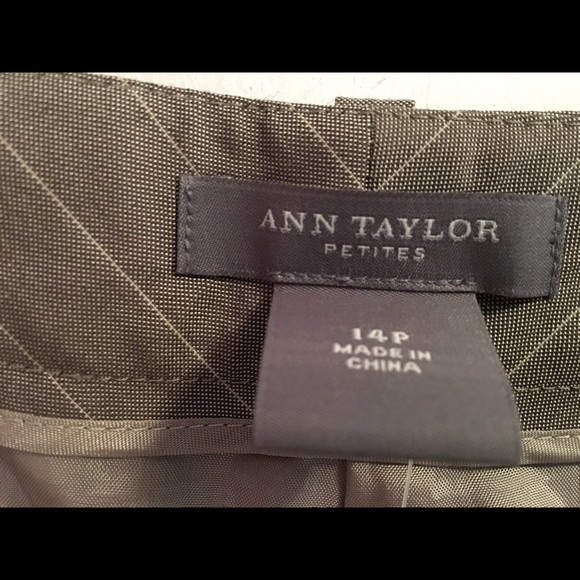 ANN TAYLOR
PETITES
14P
MADE IN
CHINA